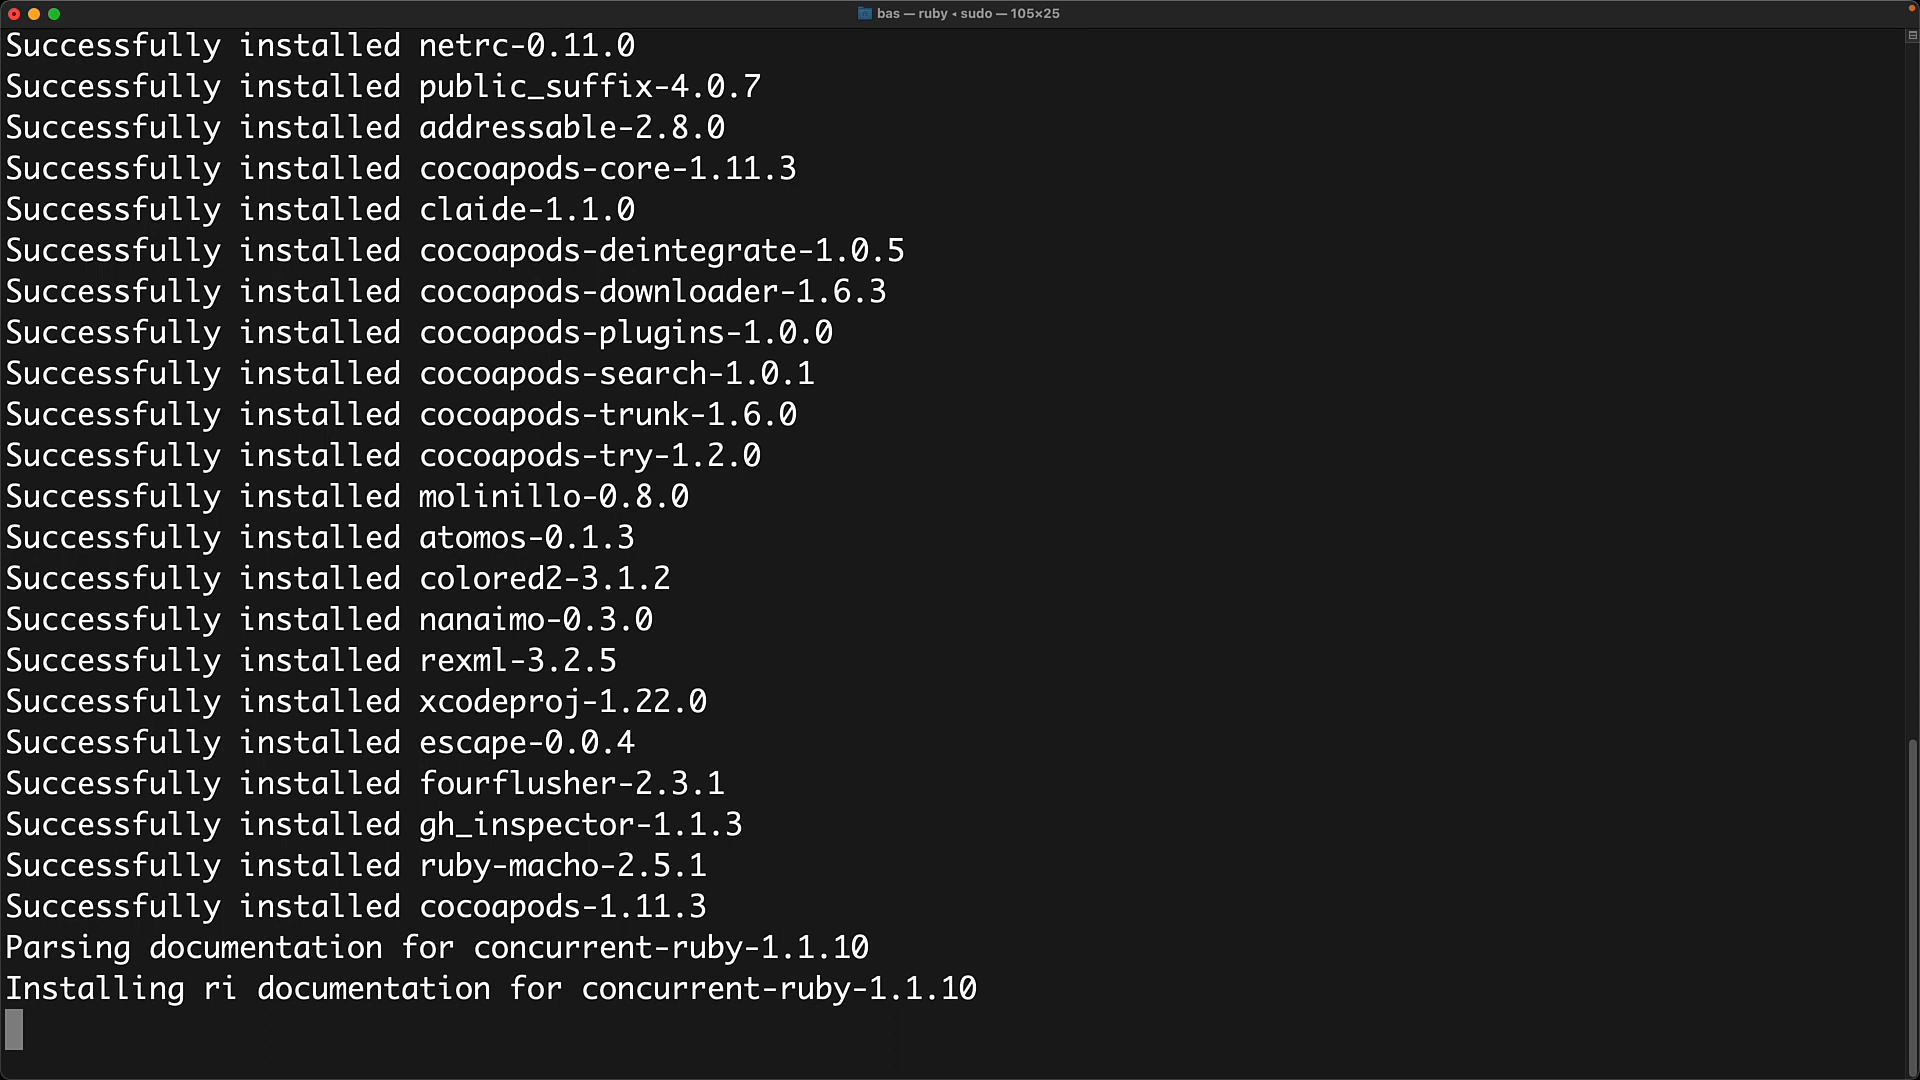 bas — ruby ◂ sudo — 105×25
Successfully installed netrc-0.11.0
Successfully installed public_suffix-4.0.7
Successfully installed addressable-2.8.0
Successfully installed cocoapods-core-1.11.3
Successfully installed claide-1.1.0
Successfully installed cocoapods-deintegrate-1.0.5
Successfully installed cocoapods-downloader-1.6.3
Successfully installed cocoapods-plugins-1.0.0
Successfully installed cocoapods-search-1.0.1
Successfully installed cocoapods-trunk-1.6.0
Successfully installed cocoapods-try-1.2.0
Successfully installed molinillo-0.8.0
Successfully installed atomos-0.1.3
Successfully installed colored2-3.1.2
Successfully installed nanaimo-0.3.0
Successfully installed rexml-3.2.5
Successfully installed xcodeproj-1.22.0
Successfully installed escape-0.0.4
Successfully installed fourflusher-2.3.1
Successfully installed gh_inspector-1.1.3
Successfully installed ruby-macho-2.5.1
Successfully installed cocoapods-1.11.3
Parsing documentation for concurrent-ruby-1.1.10
Installing ri documentation for concurrent-ruby-1.1.10